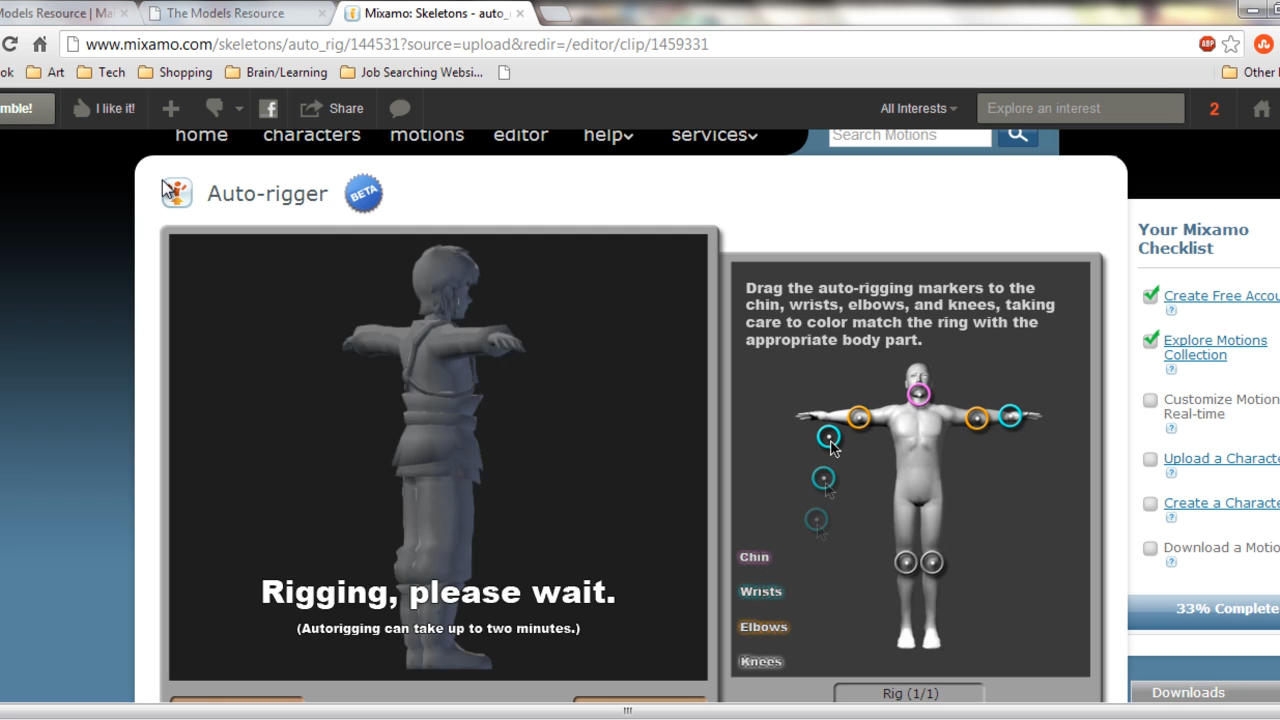 Models Resource | Ma
The Models Resource
Mixamo: Skeletons - auto_
www.mixamo.com/skeletons/auto_rig/144531?source=upload&redir=/editor/clip/1459331
ABP
ok Art Tech Shopping Brain/Learning Job Searching Websi... Other
mble! I like it! Share All Interests Explore an interest 2
home characters motions editor help services Search Motions
Auto-rigger BETA
Rigging, please wait.
(Autorigging can take up to two minutes.)
Drag the auto-rigging markers to the
chin, wrists, elbows, and knees, taking
care to color match the ring with the
appropriate body part.
Chin
Wrists
Elbows
Knees
Rig (1/1)
Your Mixamo
Checklist
Create Free Accou
?
Explore Motions
Collection
?
Customize Motion
Real-time
?
Upload a Characte
?
Create a Characte
?
Download a Motio
?
33% Complete
Downloads